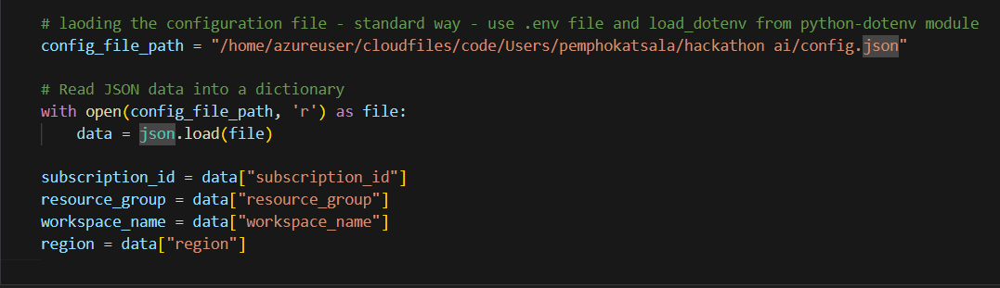 # laoding the configuration file - standard way - use .env file and load_dotenv from python-dotenv module
config_file_path = "/home/azureuser/cloudfiles/code/Users/pemphokatsala/hackathon ai/config.json"
# Read JSON data into a dictionary
with open(config_file_path, 'r') as file:
    data = json.load(file)
subscription_id = data["subscription_id"]
resource_group = data["resource_group"]
workspace_name = data["workspace_name"]
region = data["region"]